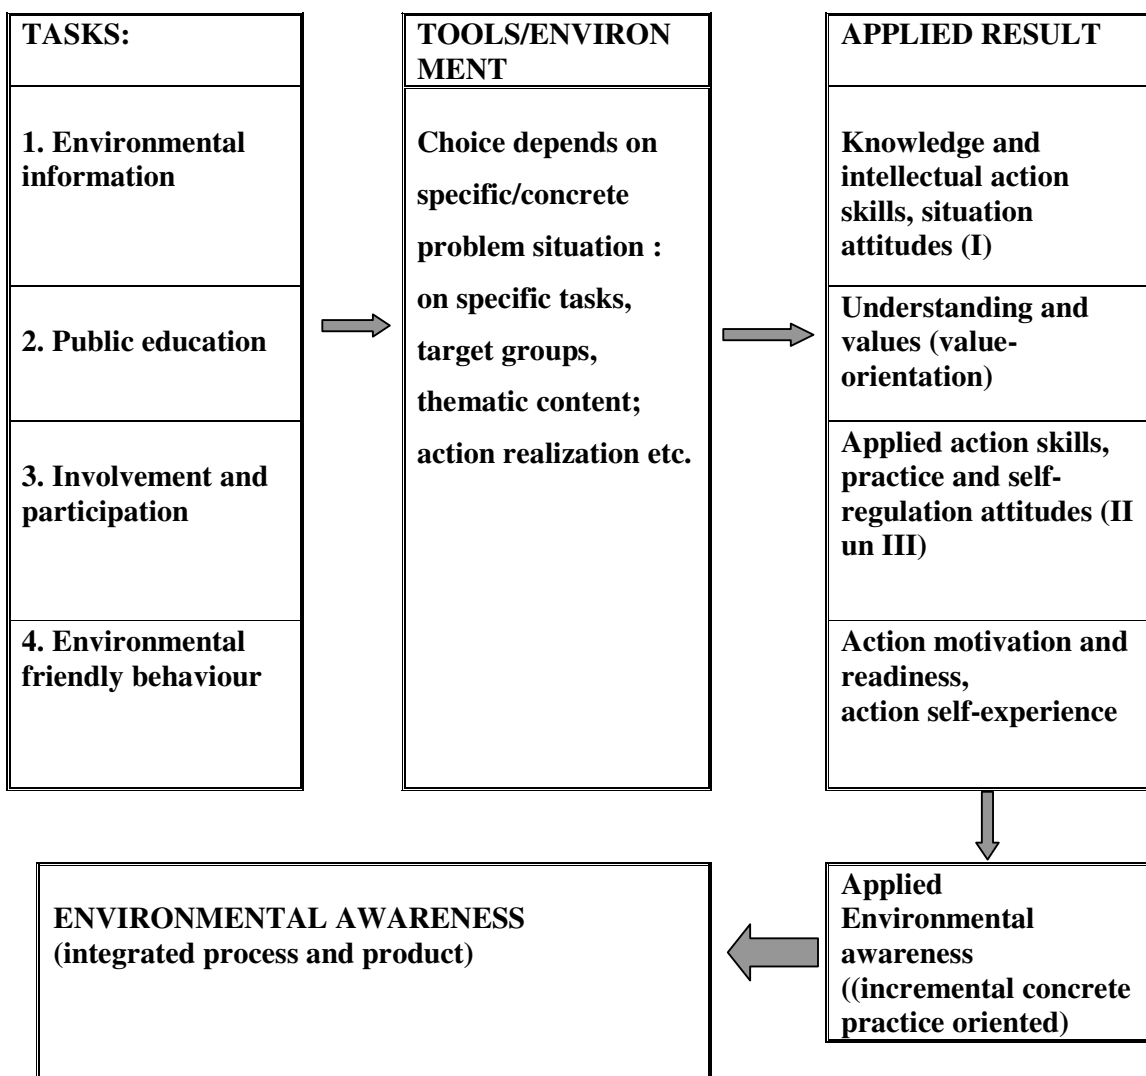 TASKS:
1. Environmental
information
2. Public education
3. Involvement and
participation
4. Environmental
friendly behaviour
TOOLS/ENVIRON
MENT
Choice depends on
specific/concrete
problem situation :
on specific tasks,
target groups,
thematic content;
action realization etc.
APPLIED RESULT
Knowledge and
intellectual action
skills, situation
attitudes (I)
Understanding and
values (value-
orientation)
Applied action skills,
practice and self-
regulation attitudes (II
un III)
Action motivation and
readiness,
action self-experience
Applied
Environmental
awareness
((incremental concrete
practice oriented)
ENVIRONMENTAL AWARENESS
(integrated process and product)